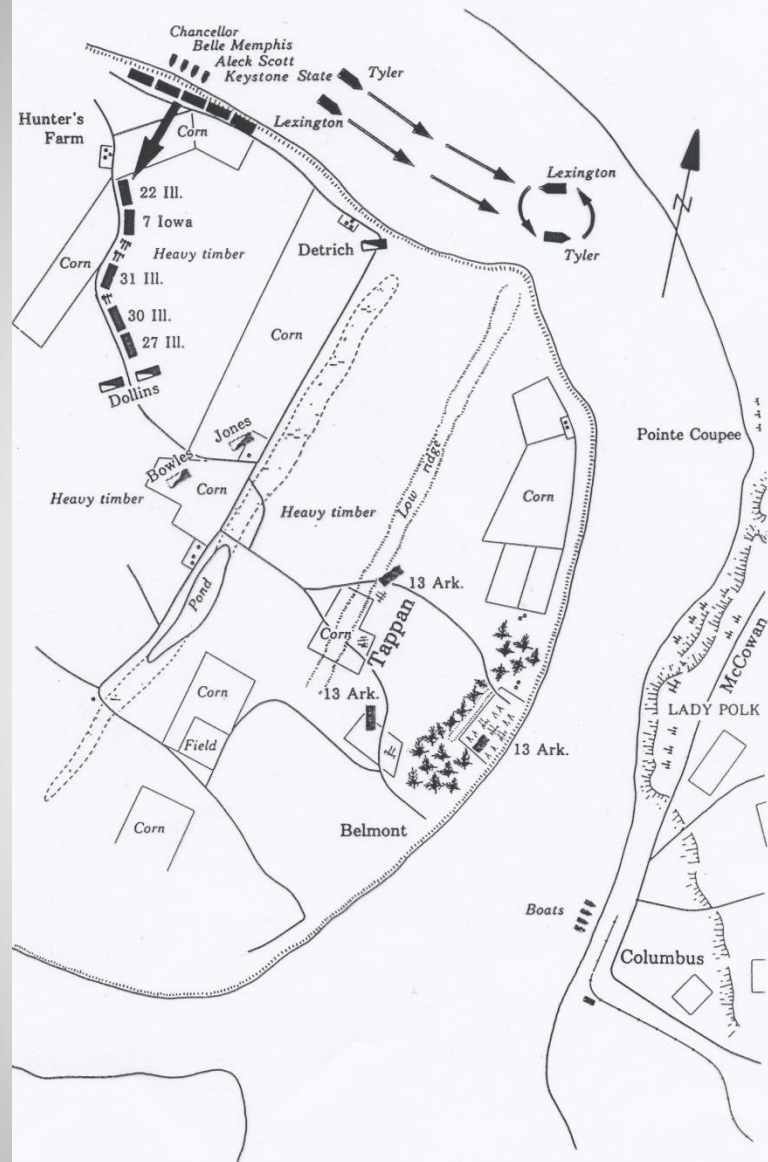 Chancellor
Belle Memphis
Aleck Scott
Keystone State
Tyler
Lexington
Hunter's
Farm
Corn
Lexington
Tyler
N
22 Ill.
7 Iowa
Heavy timber
Corn
31 Ill.
30 Ill.
27 Ill.
Dollins
Detrich
Corn
Jones
Bowles
Corn
Heavy timber
Heavy timber
Low ridge
Corn
Pointe Coupee
Pond
13 Ark.
Corn
Tappan
McCowan
LADY POLK
Corn
Field
13 Ark.
13 Ark.
Corn
Belmont
Boats
Columbus